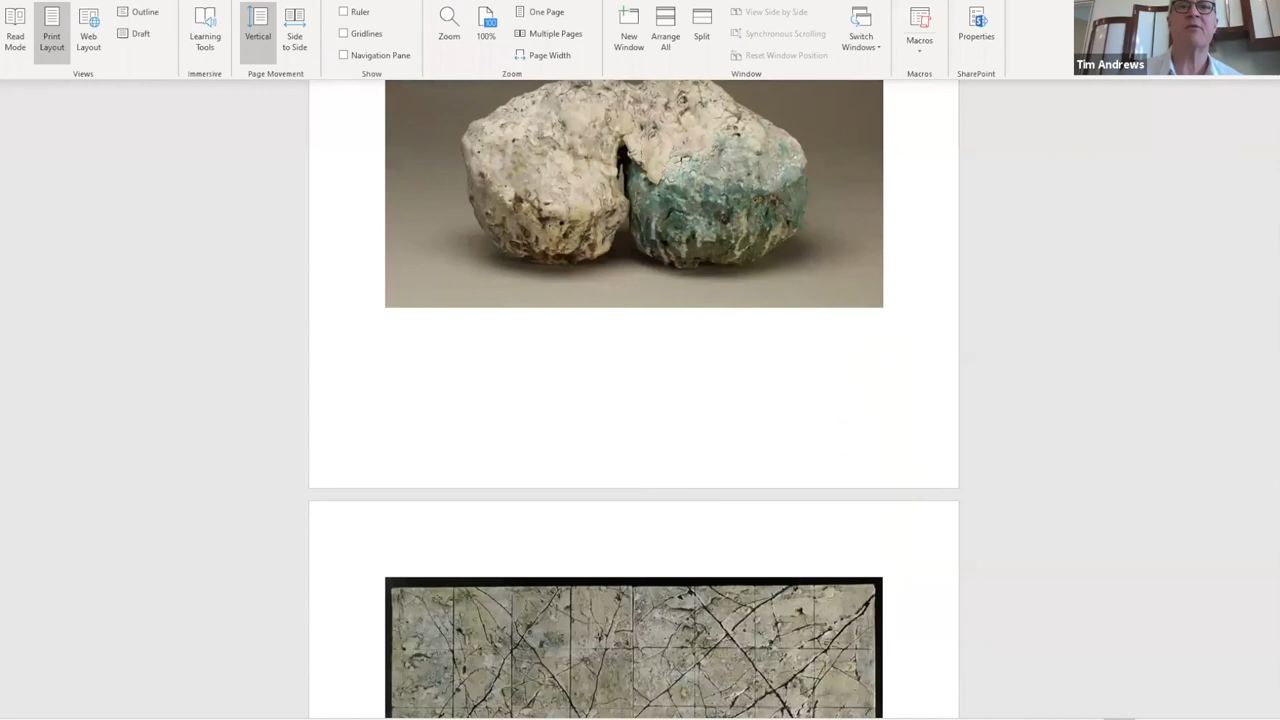 Read
Mode
Print
Layout
Web
Layout
Outline
Draft
Views
Learning
Tools
Immersive
Vertical
Side
to Side
Page Movement
Ruler
Gridlines
Navigation Pane
Show
Zoom
100
100%
One Page
Multiple Pages
Page Width
Zoom
New
Window
Arrange
All
Split
View Side by Side
Synchronous Scrolling
Reset Window Position
Window
Switch
Windows
Macros
Macros
Properties
SharePoint
Tim Andrews